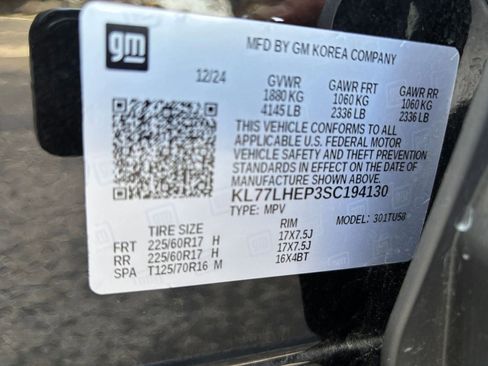 gm
MFD BY GM KOREA COMPANY
12/24 GVWR GAWR FRT GAWR RR
1880 KG 1060 KG 1060 KG
4145 LB 2336 LB 2336 LB
THIS VEHICLE CONFORMS TO ALL
APPLICABLE U.S. FEDERAL MOTOR
VEHICLE SAFETY AND THEFT PREVENTION
STANDARDS IN EFFECT ON THE DATE OF
MANUFACTURE SHOWN ABOVE.
KL77LHEP3SC194130
TYPE: MPV MODEL: 301TU58
TIRE SIZE RIM
FRT 225/60R17 H 17X7.5J
RR 225/60R17 H 17X7.5J
SPA T125/70R16 M 16X4BT